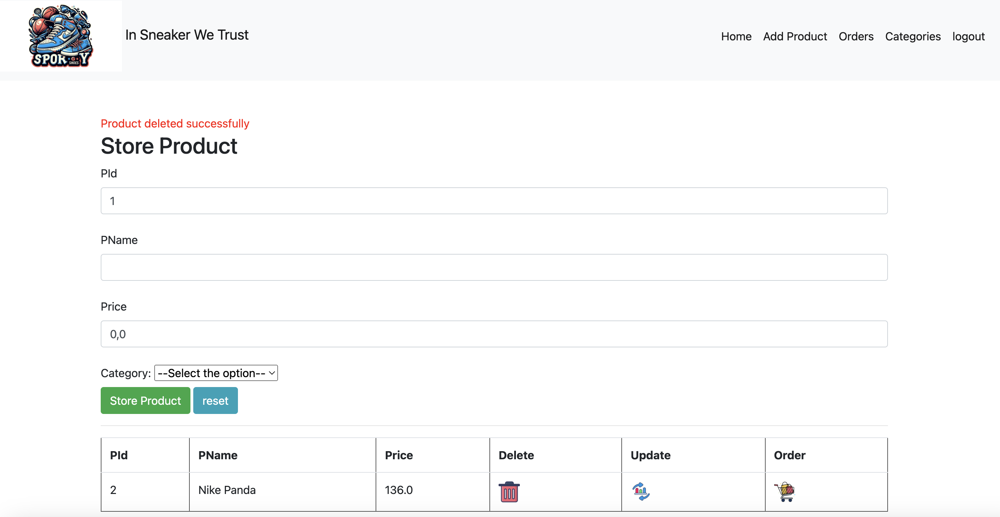 In Sneaker We Trust
Home Add Product Orders Categories logout
SPOR Y
SHOES
Product deleted successfully
Store Product
PId
1
PName
Price
0,0
Category: --Select the option--
Store Product reset
PId PName Price Delete Update Order
2 Nike Panda 136.0